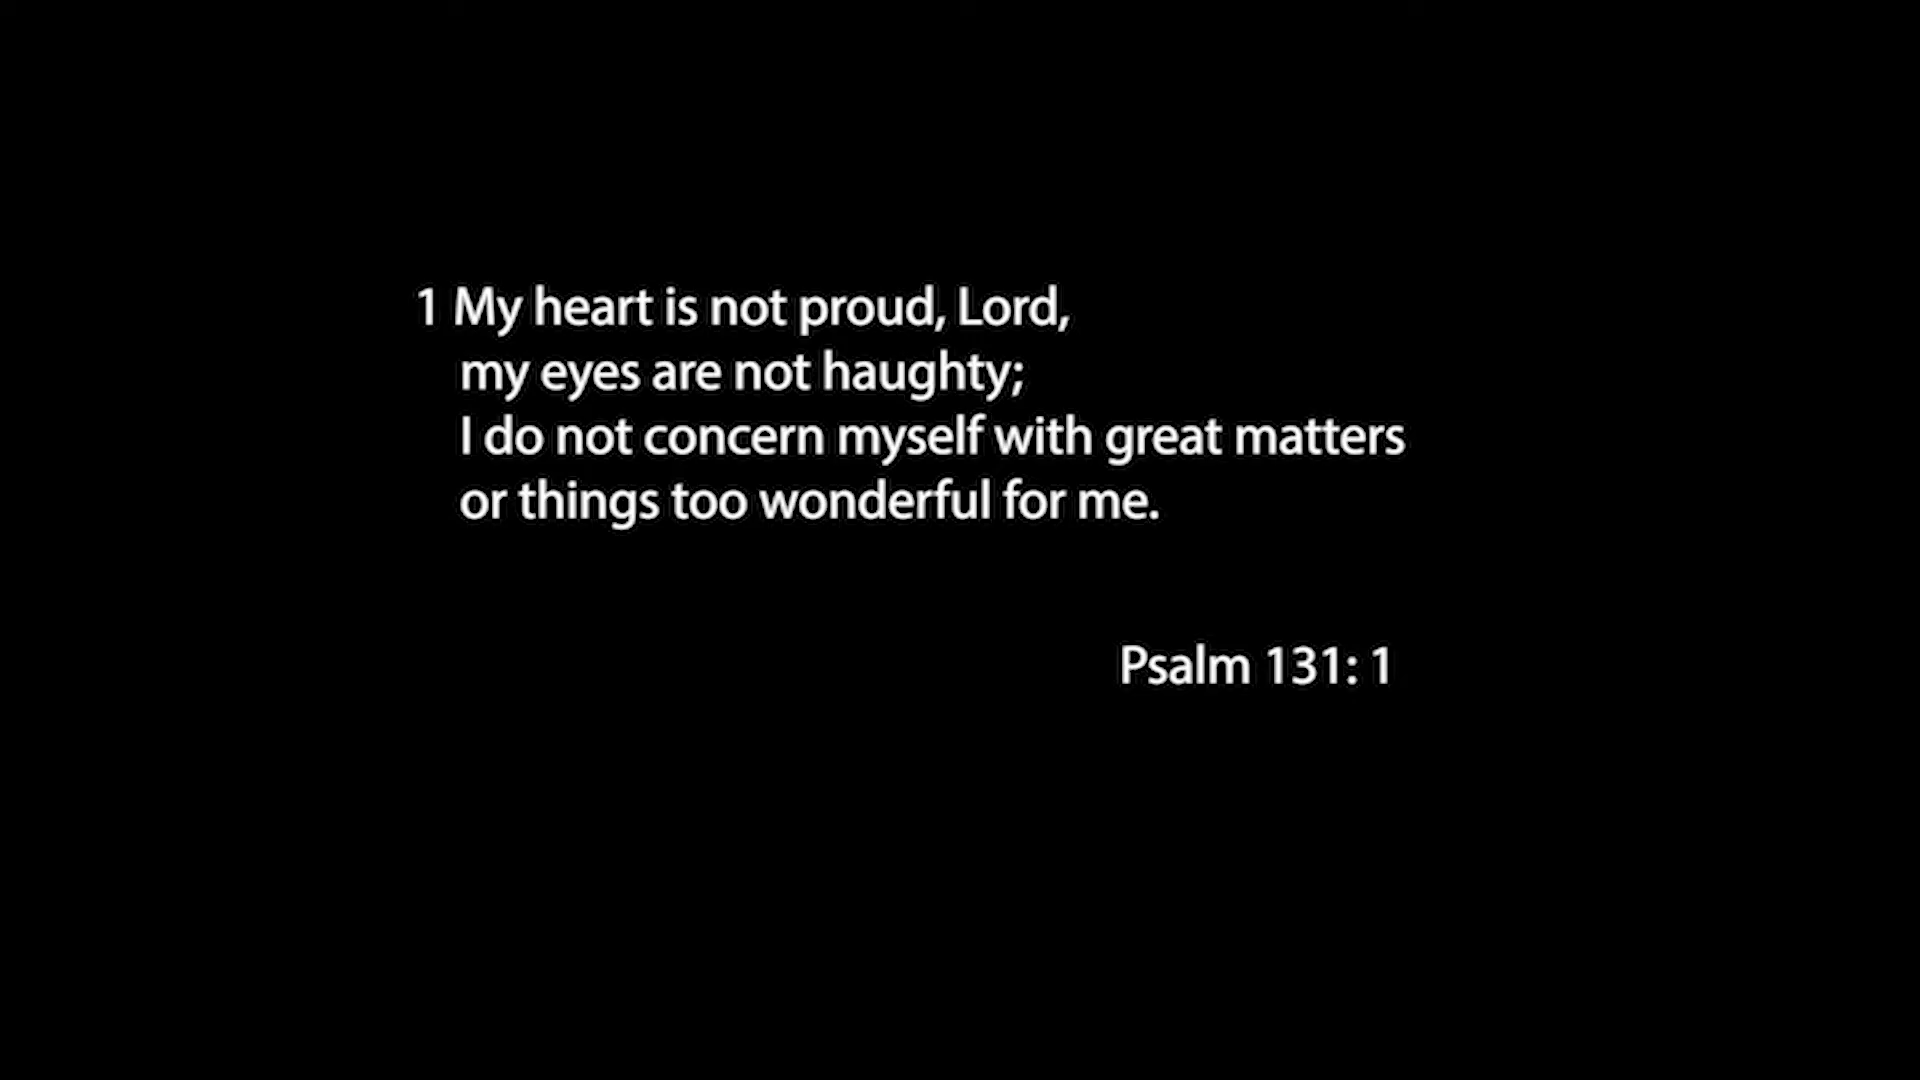 1 My heart is not proud, Lord,
my eyes are not haughty;
I do not concern myself with great matters
or things too wonderful for me.
Psalm 131: 1